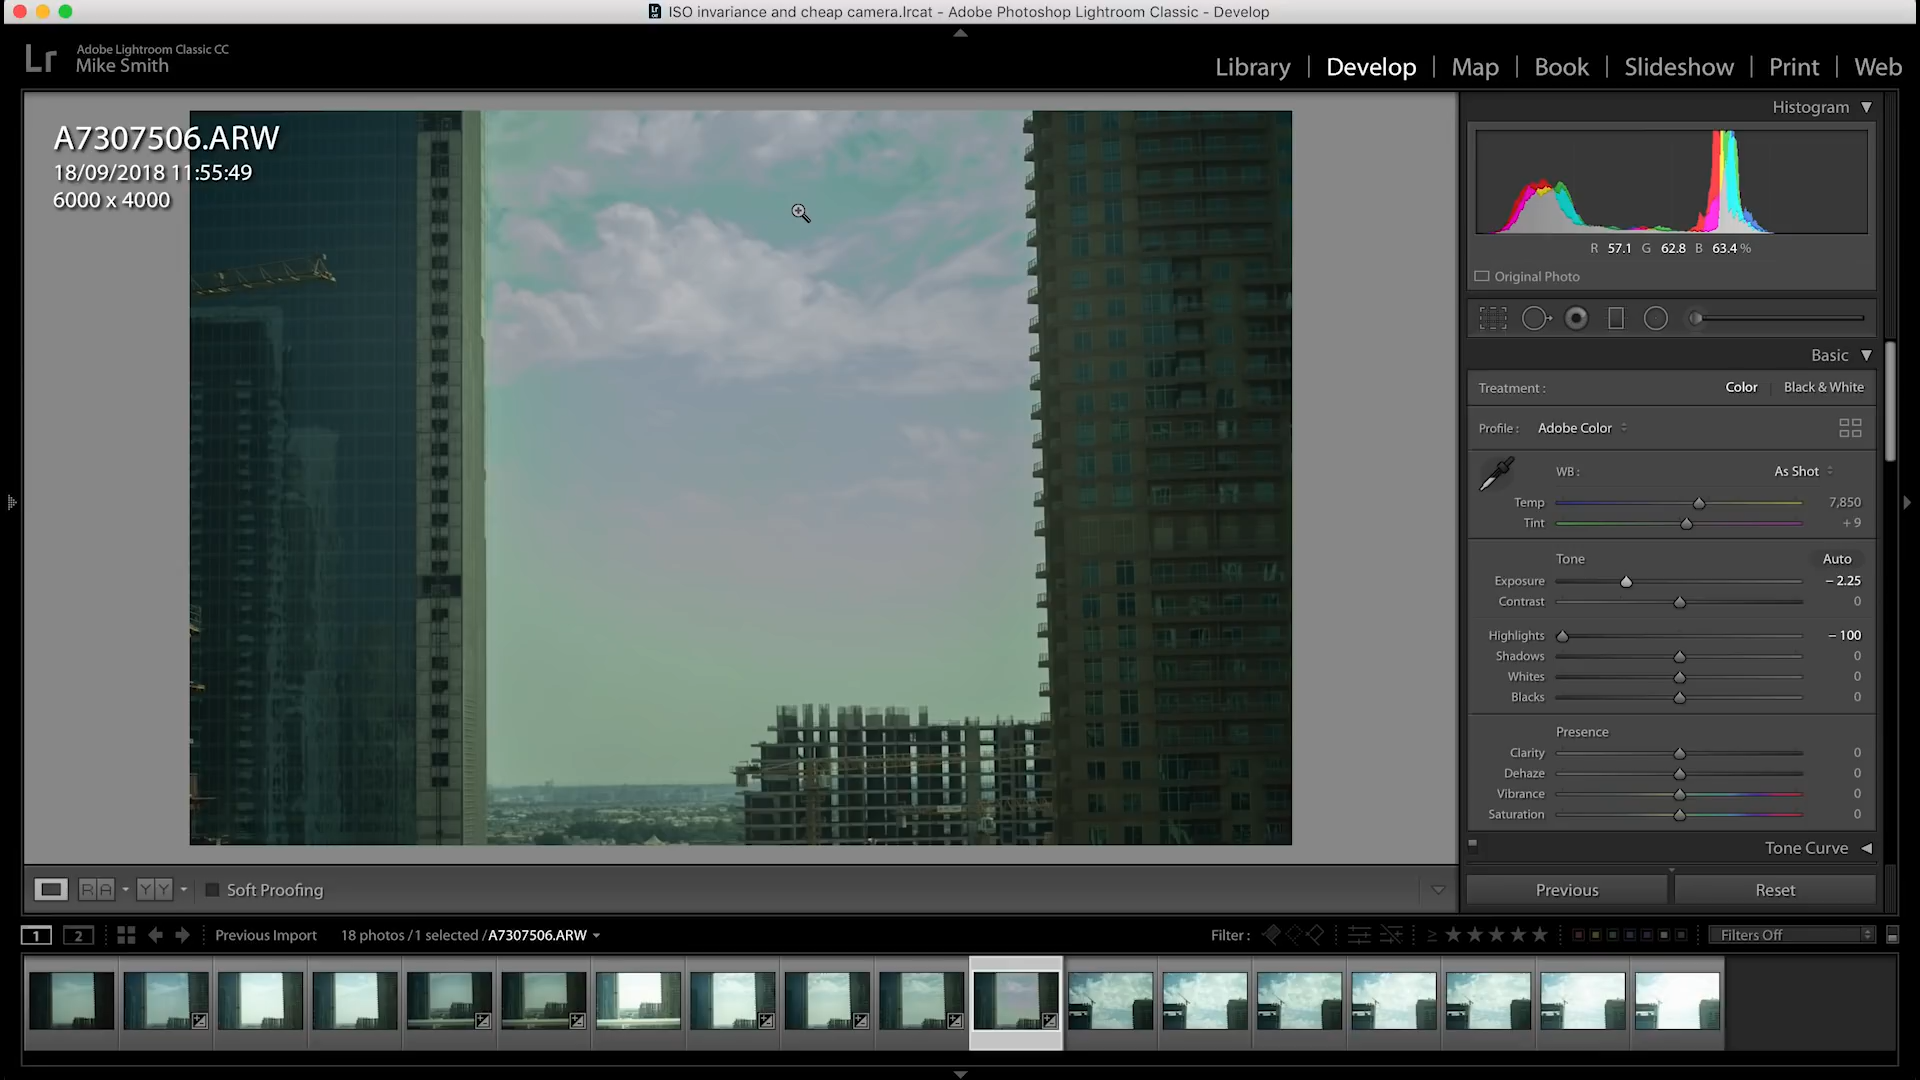 ISO invariance and cheap camera.lrcat - Adobe Photoshop Lightroom Classic - Develop
Lr
Adobe Lightroom Classic CC
Mike Smith
Library | Develop | Map | Book | Slideshow | Print | Web
A7307506.ARW
18/09/2018 11:55:49
6000 x 4000
Histogram
R 57.1 G 62.8 B 63.4 %
Original Photo
Basic
Treatment : Color Black & White
Profile : Adobe Color
WB : As Shot
Temp 7,850
Tint + 9
Tone Auto
Exposure – 2.25
Contrast 0
Highlights – 100
Shadows 0
Whites 0
Blacks 0
Presence
Clarity 0
Dehaze 0
Vibrance 0
Saturation 0
Tone Curve
Previous Reset
R A Y Y Soft Proofing
1 2 Previous Import 18 photos / 1 selected / A7307506.ARW Filter : ≥ ★ ★ ★ ★ ★ Filters Off